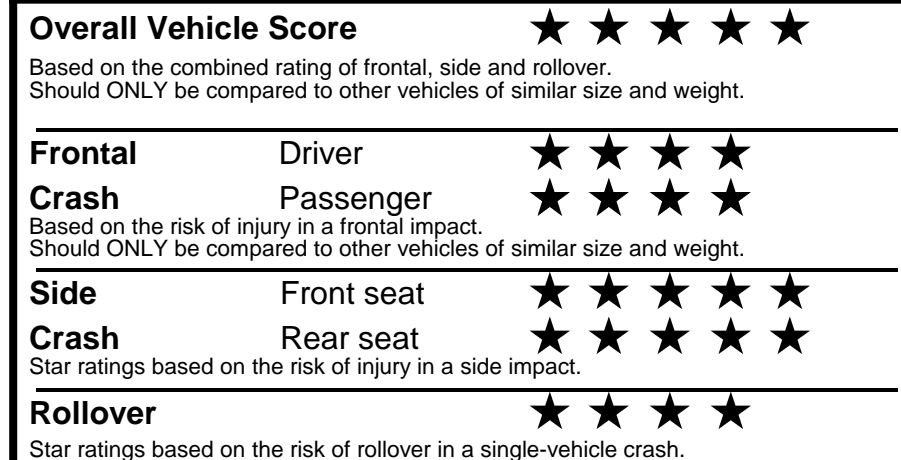 Overall Vehicle Score ★ ★ ★ ★ ★
Based on the combined rating of frontal, side and rollover.
Should ONLY be compared to other vehicles of similar size and weight.
Frontal Driver ★ ★ ★ ★
Crash Passenger ★ ★ ★ ★
Based on the risk of injury in a frontal impact.
Should ONLY be compared to other vehicles of similar size and weight.
Side Front seat ★ ★ ★ ★ ★
Crash Rear seat ★ ★ ★ ★ ★
Star ratings based on the risk of injury in a side impact.
Rollover ★ ★ ★ ★
Star ratings based on the risk of rollover in a single-vehicle crash.